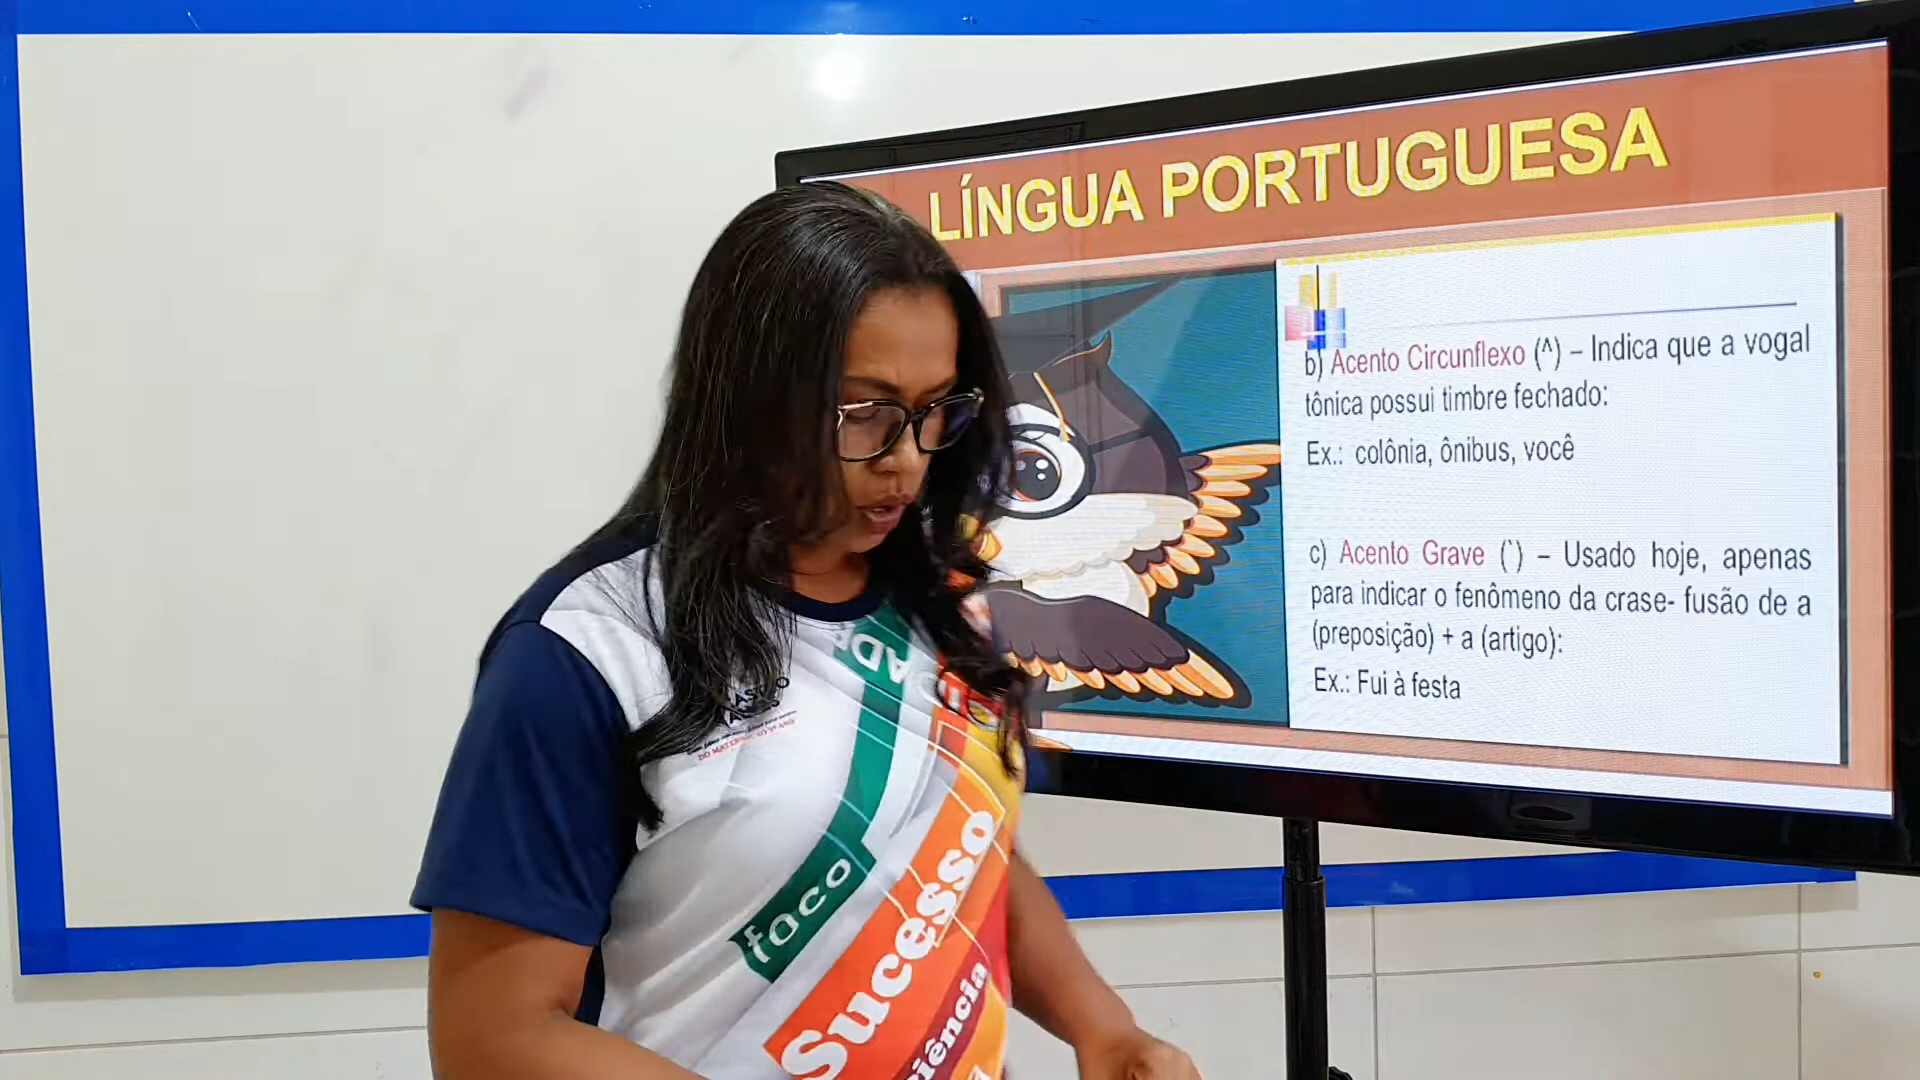 LÍNGUA PORTUGUESA
b) Acento Circunflexo (^) – Indica que a vogal
tônica possui timbre fechado:
Ex.: colônia, ônibus, você
c) Acento Grave (`) – Usado hoje, apenas
para indicar o fenômeno da crase- fusão de a
(preposição) + a (artigo):
Ex.: Fui à festa
foco
Sucesso